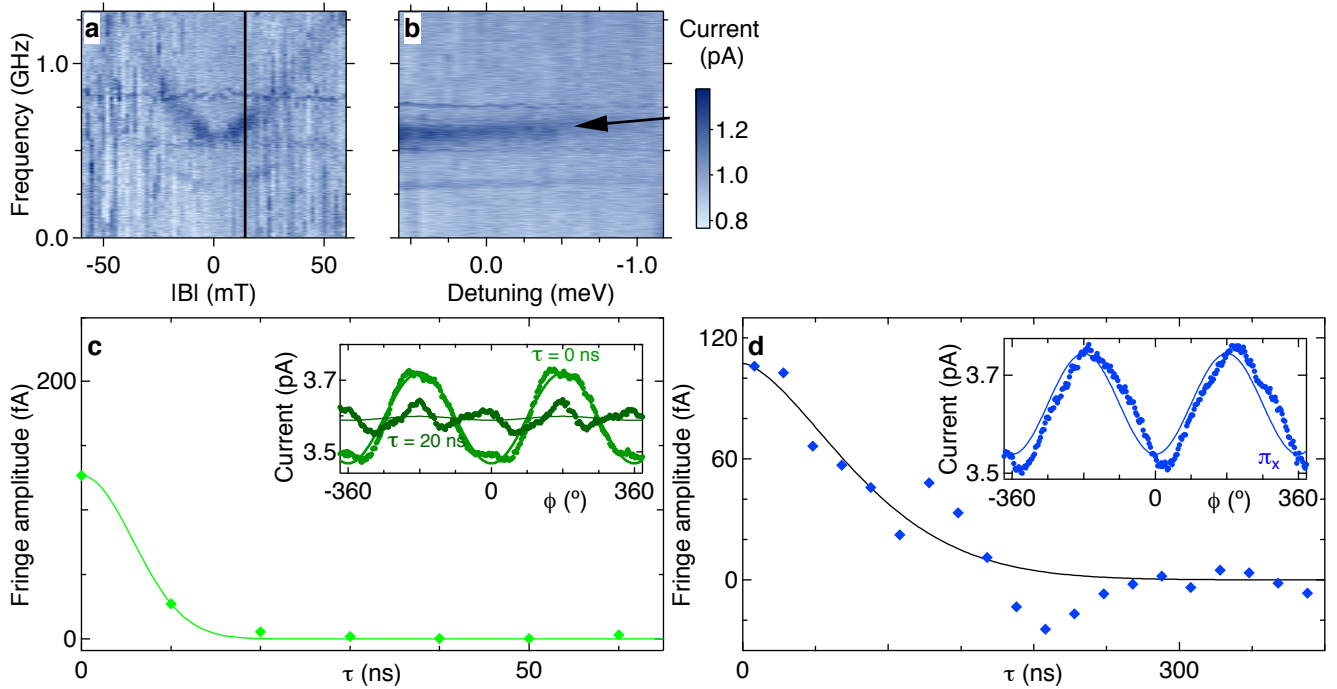 a
b
Current
(pA)
Frequency (GHz)
1.0
0.0
1.2
1.0
0.8
-50
0
50
0.0
-1.0
|B| (mT)
Detuning (meV)
c
Fringe amplitude (fA)
200
0
0
50
τ (ns)
Current (pA)
3.7
3.5
τ = 0 ns
τ = 20 ns
-360
0
360
ϕ (º)
d
Fringe amplitude (fA)
120
60
0
0
300
τ (ns)
Current (pA)
3.7
3.5
πx
-360
0
360
ϕ (º)